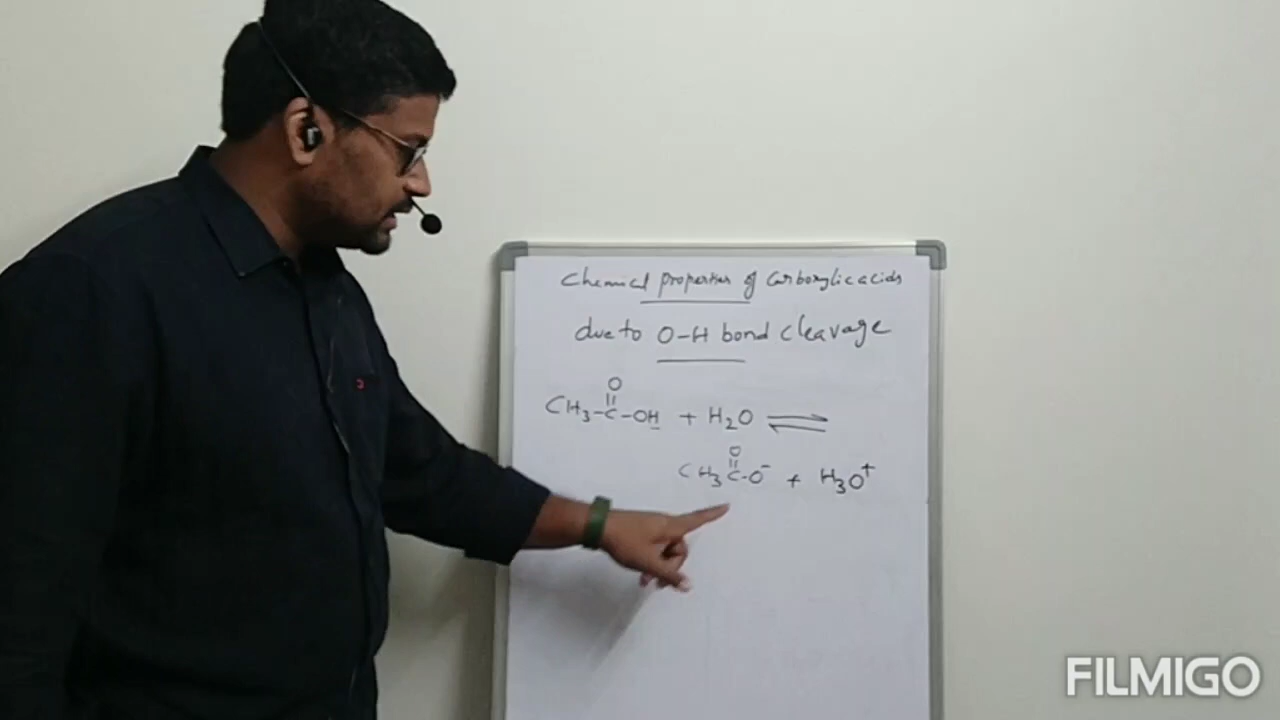 Chemical properties of Carboxylic acids
due to O-H bond cleavage
O
||
CH3-C-OH + H2O ⇌
O
||
CH3C-O⁻ + H3O⁺
FILMIGO